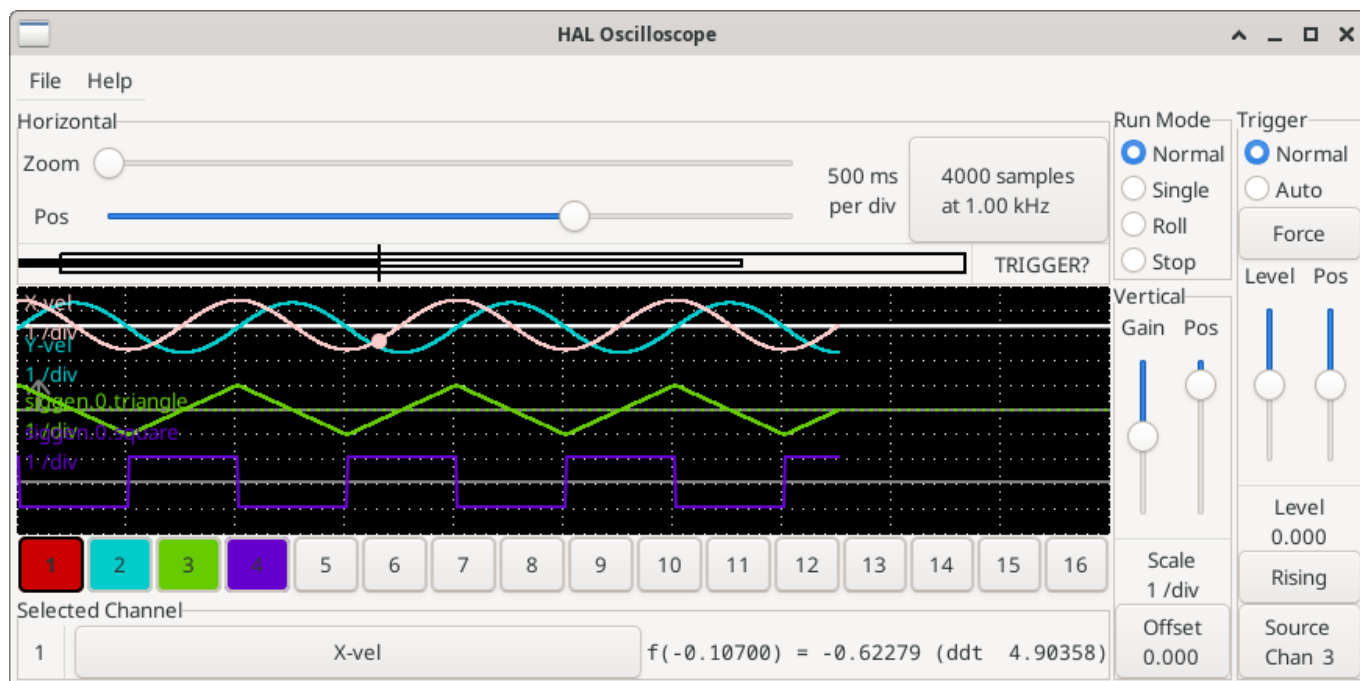 HAL Oscilloscope
File Help
Horizontal
Zoom
Pos
500 ms
per div
4000 samples
at 1.00 kHz
TRIGGER?
Run Mode
Normal
Single
Roll
Stop
Trigger
Normal
Auto
Force
Level Pos
Level
0.000
Rising
Source
Chan 3
Vertical
Gain Pos
Scale
1 /div
Offset
0.000
X-vel
1 /div
Y-vel
1 /div
siggen.0.triangle
1 /div
siggen.0.square
1 /div
1 2 3 4 5 6 7 8 9 10 11 12 13 14 15 16
Selected Channel
1 X-vel f(-0.10700) = -0.62279 (ddt 4.90358)